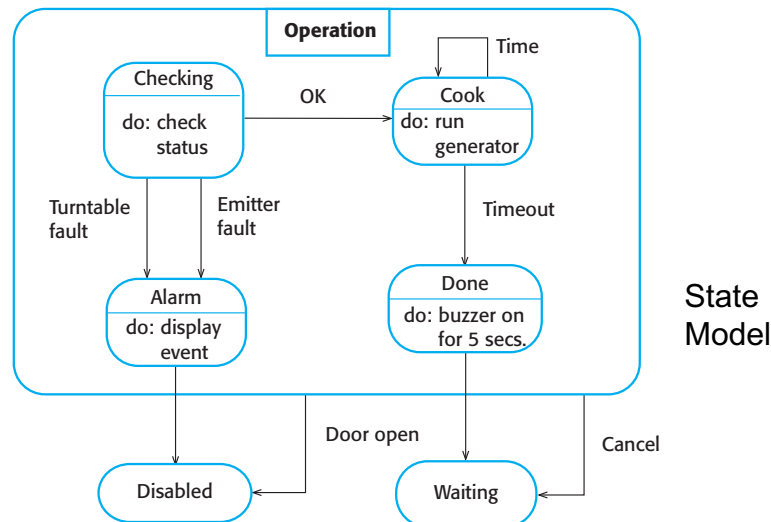 Operation
Time
Checking
do: check
status
OK
Cook
do: run
generator
Turntable
fault
Emitter
fault
Timeout
Alarm
do: display
event
Done
do: buzzer on
for 5 secs.
State
Model
Door open
Cancel
Disabled
Waiting